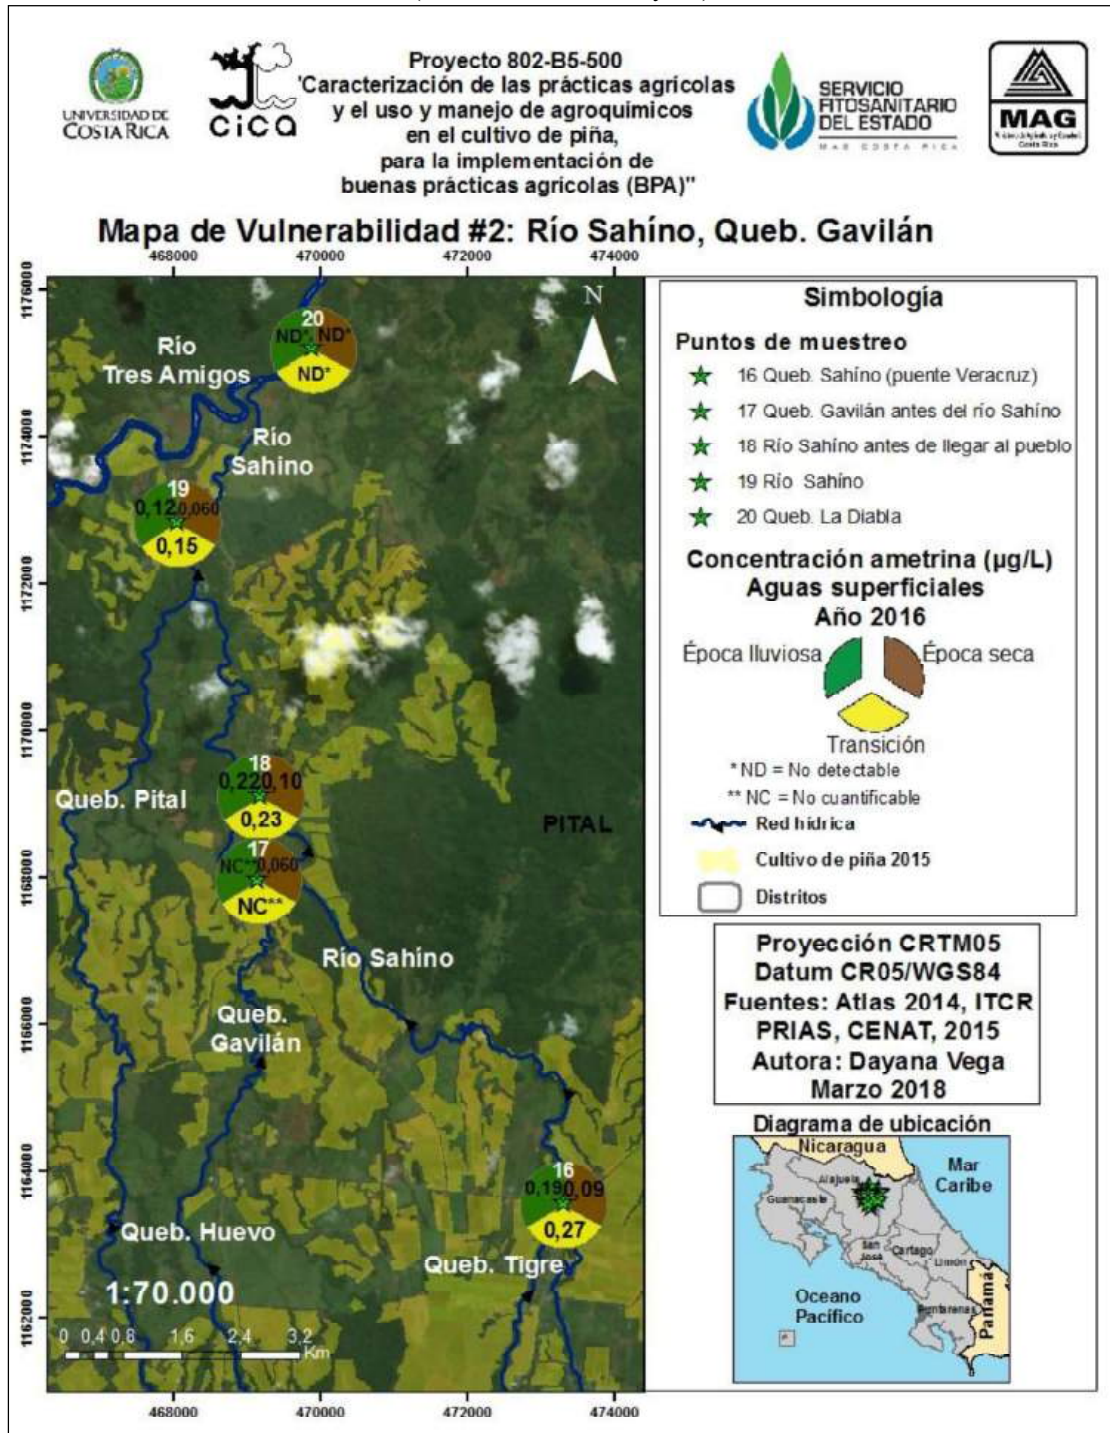 UNIVERSIDAD DE
COSTA RICA
CiCa
Proyecto 802-B5-500
'Caracterización de las prácticas agrícolas
y el uso y manejo de agroquímicos
en el cultivo de piña,
para la implementación de
buenas prácticas agrícolas (BPA)"
SERVICIO
FITOSANITARIO
DEL ESTADO
MAG COSTA RICA
MAG
Costa Rica
Mapa de Vulnerabilidad #2: Río Sahíno, Queb. Gavilán
468000 470000 472000 474000
1176000
1174000
1172000
1170000
1168000
1166000
1164000
1162000
N
Río
Tres Amigos
20
ND* ND*
ND*
Río
Sahino
19
0,12 0,060
0,15
18
0,22 0,10
0,23
Queb. Pital
PITAL
17
NC** 0,060
NC**
Río Sahíno
Queb.
Gavilán
16
0,19 0,09
0,27
Queb. Huevo
Queb. Tigre
1:70.000
0 0,4 0,8 1,6 2,4 3,2
Km
468000 470000 472000 474000
Simbología
Puntos de muestreo
16 Queb. Sahíno (puente Veracruz)
17 Queb. Gavilán antes del río Sahíno
18 Río Sahíno antes de llegar al pueblo
19 Río Sahíno
20 Queb. La Diabla
Concentración ametrina (µg/L)
Aguas superficiales
Año 2016
Época lluviosa Época seca
Transición
* ND = No detectable
** NC = No cuantificable
Red hídrica
Cultivo de piña 2015
Distritos
Proyección CRTM05
Datum CR05/WGS84
Fuentes: Atlas 2014, ITCR
PRIAS, CENAT, 2015
Autora: Dayana Vega
Marzo 2018
Diagrama de ubicación
Nicaragua
Mar
Caribe
Alajuela
Guanacaste
San
José
Cartago
Limón
Oceano
Pacífico
Puntarenas
Panamá